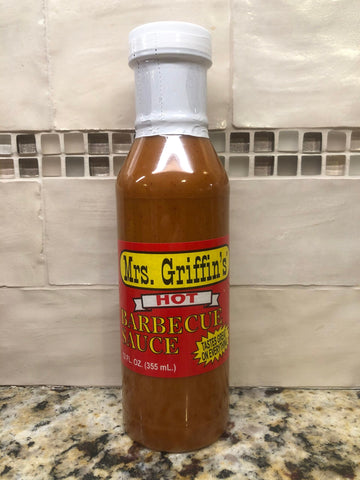 Mrs. Griffin's
HOT
BARBECUE
SAUCE
TASTES GREAT
ON EVERYTHING
FL. OZ. (355 mL.)